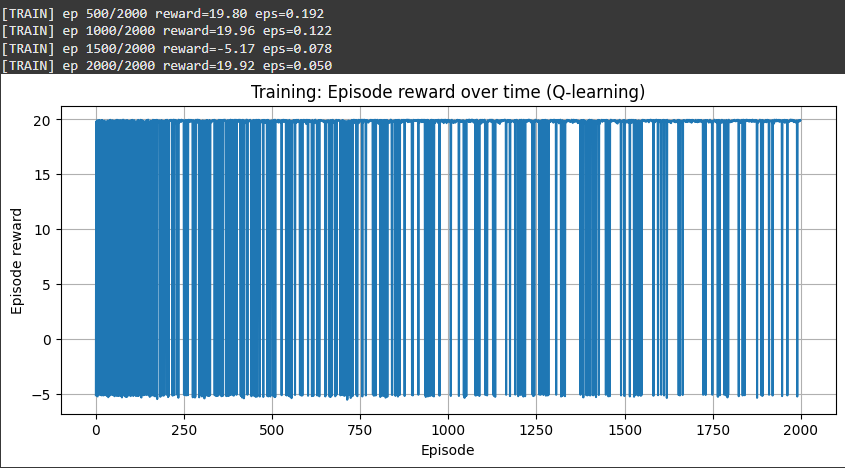 [TRAIN] ep 500/2000 reward=19.80 eps=0.192
[TRAIN] ep 1000/2000 reward=19.96 eps=0.122
[TRAIN] ep 1500/2000 reward=-5.17 eps=0.078
[TRAIN] ep 2000/2000 reward=19.92 eps=0.050
Training: Episode reward over time (Q-learning)
Episode reward
20
15
10
5
0
−5
0 250 500 750 1000 1250 1500 1750 2000
Episode